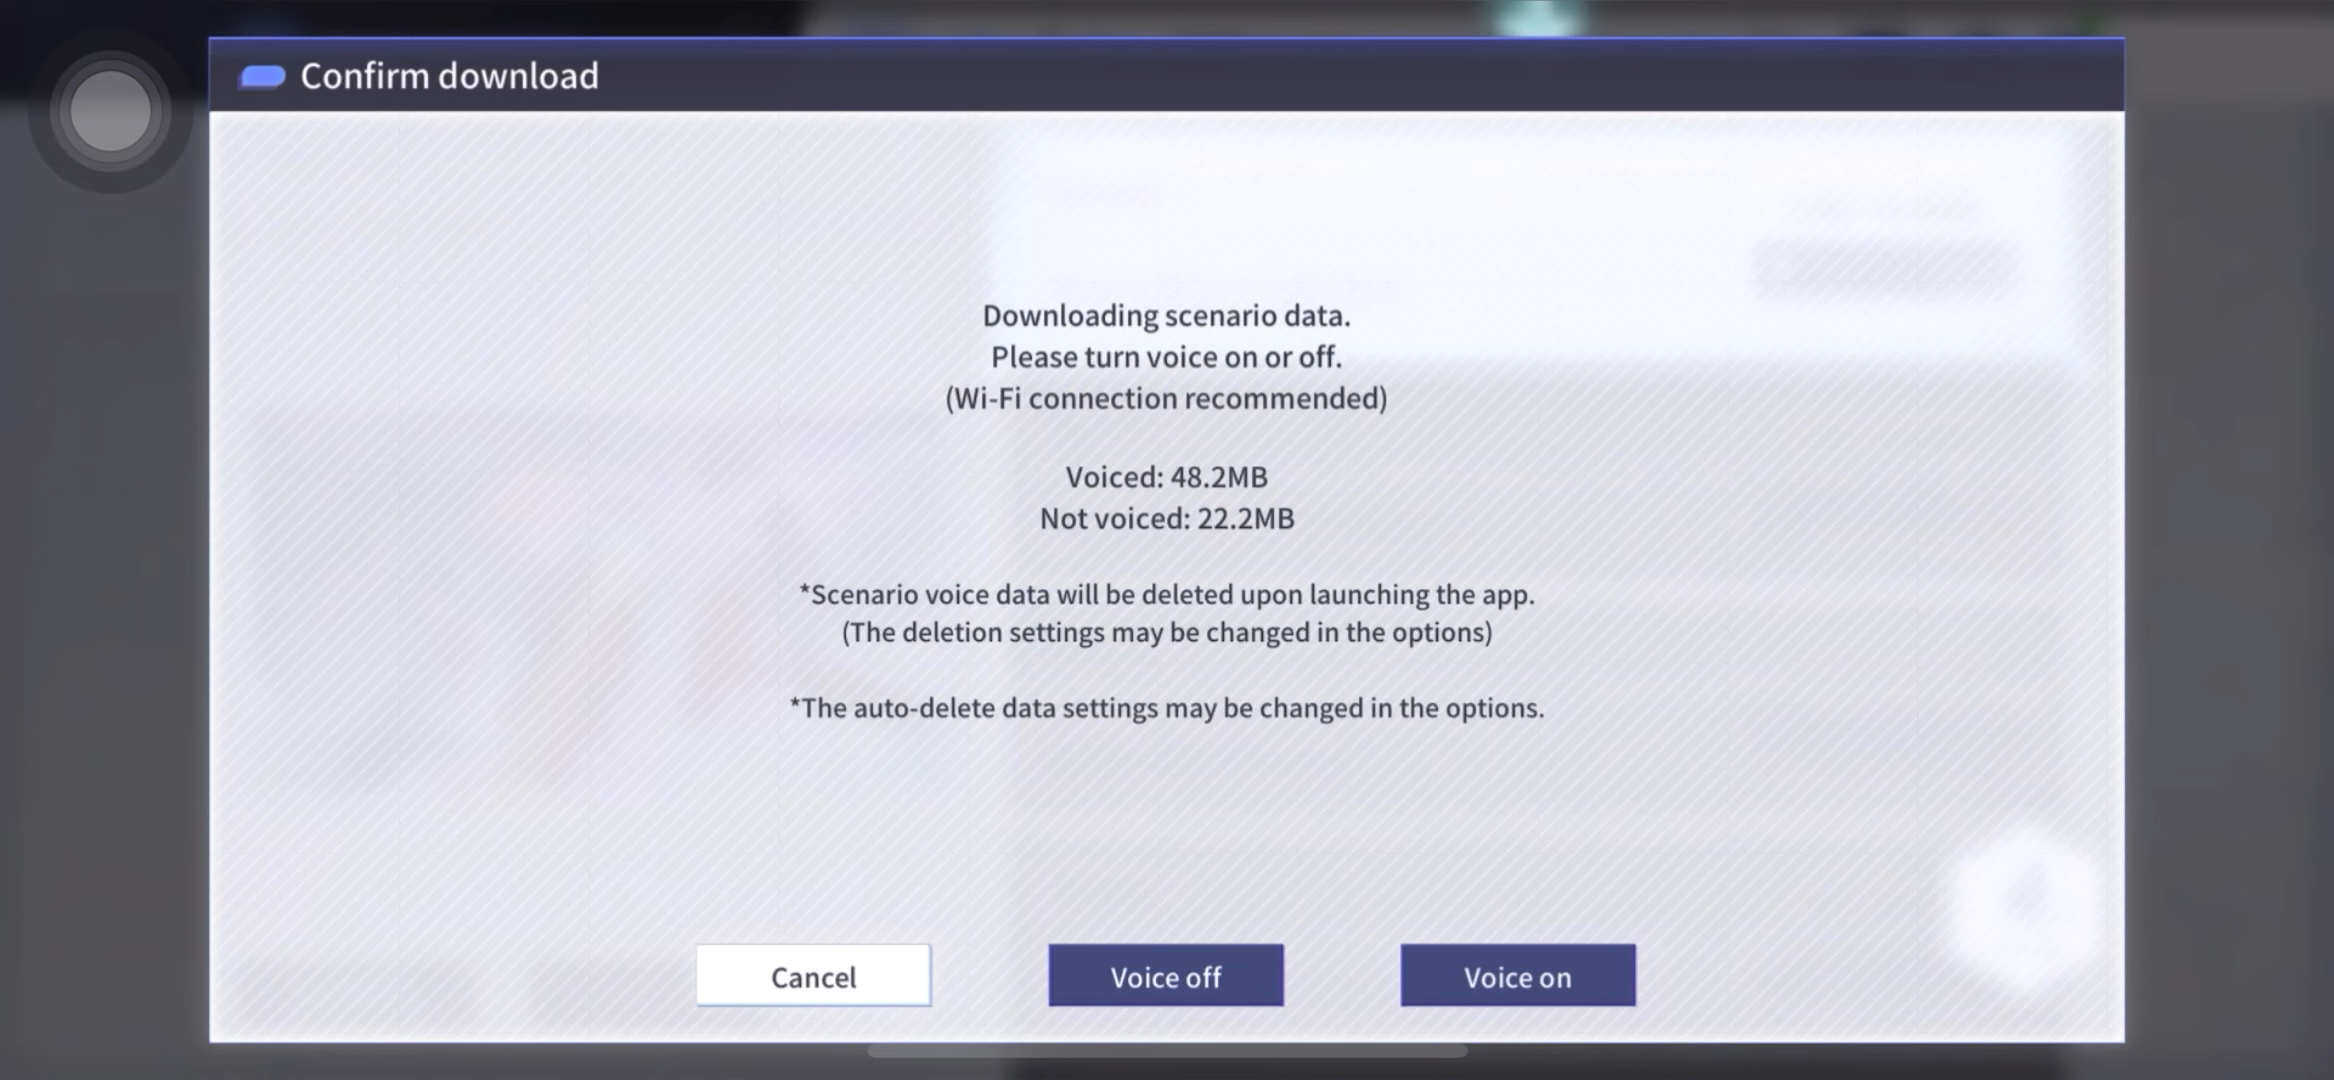 Confirm download
Downloading scenario data.
Please turn voice on or off.
(Wi-Fi connection recommended)
Voiced: 48.2MB
Not voiced: 22.2MB
*Scenario voice data will be deleted upon launching the app.
(The deletion settings may be changed in the options)
*The auto-delete data settings may be changed in the options.
Cancel
Voice off
Voice on